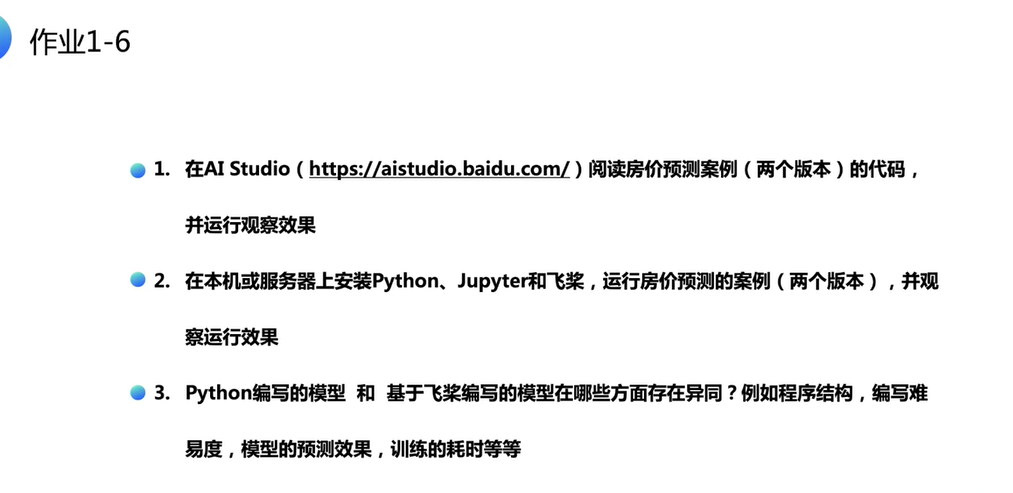 作业1-6
1. 在AI Studio（https://aistudio.baidu.com/）阅读房价预测案例（两个版本）的代码，
并运行观察效果
2. 在本机或服务器上安装Python、Jupyter和飞桨，运行房价预测的案例（两个版本），并观
察运行效果
3. Python编写的模型 和 基于飞桨编写的模型在哪些方面存在异同？例如程序结构，编写难
易度，模型的预测效果，训练的耗时等等